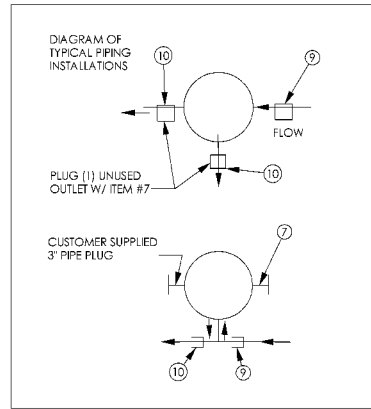 DIAGRAM OF
TYPICAL PIPING
INSTALLATIONS
10
9
FLOW
PLUG (1) UNUSED
OUTLET W/ ITEM #7
10
CUSTOMER SUPPLIED
3" PIPE PLUG
7
10
9